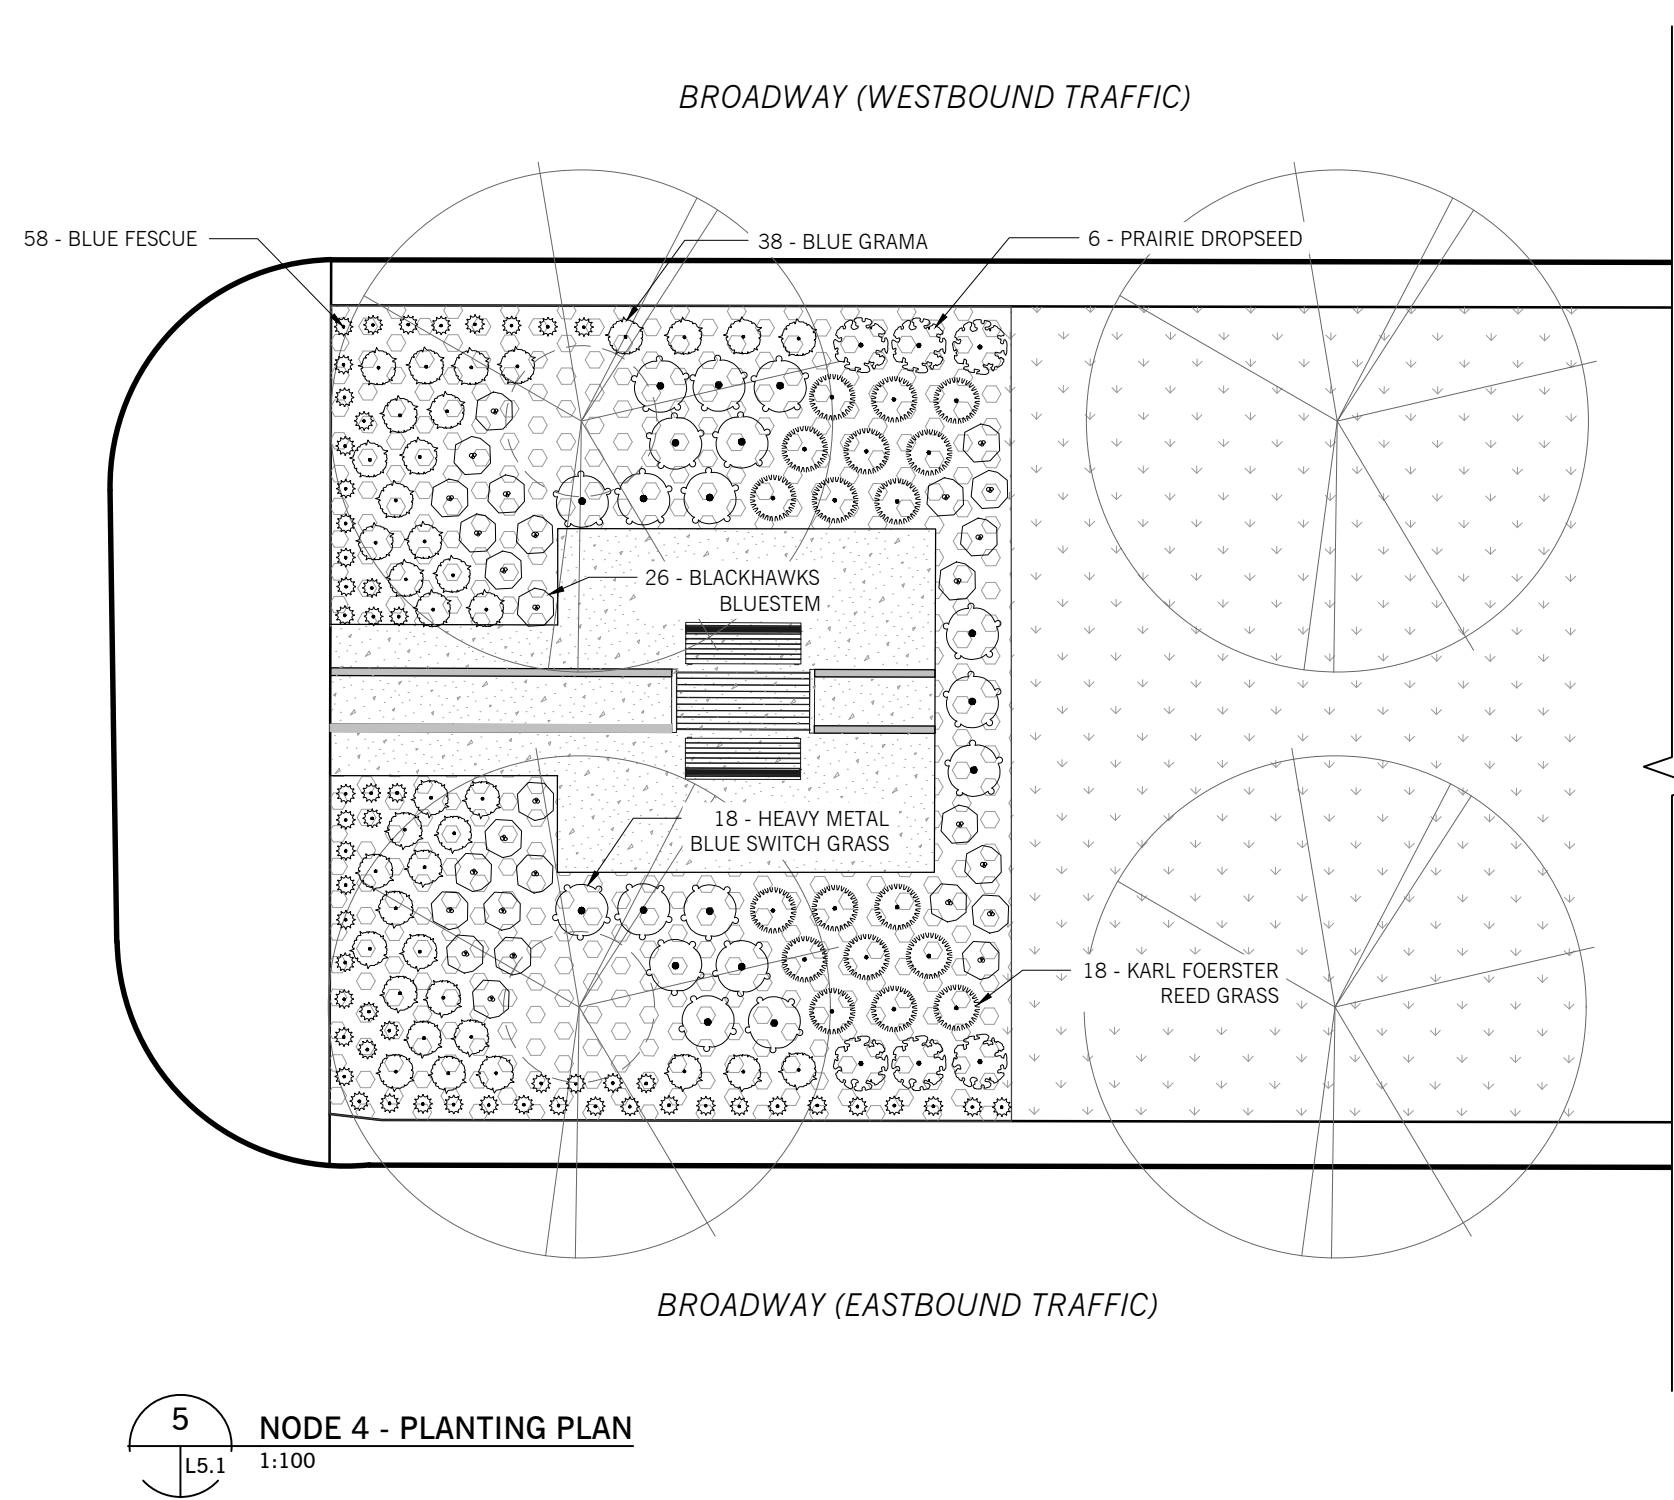 BROADWAY (WESTBOUND TRAFFIC)
58 - BLUE FESCUE
38 - BLUE GRAMA
6 - PRAIRIE DROPSEED
26 - BLACKHAWKS
BLUESTEM
18 - HEAVY METAL
BLUE SWITCH GRASS
18 - KARL FOERSTER
REED GRASS
BROADWAY (EASTBOUND TRAFFIC)
5
L5.1
NODE 4 - PLANTING PLAN
1:100